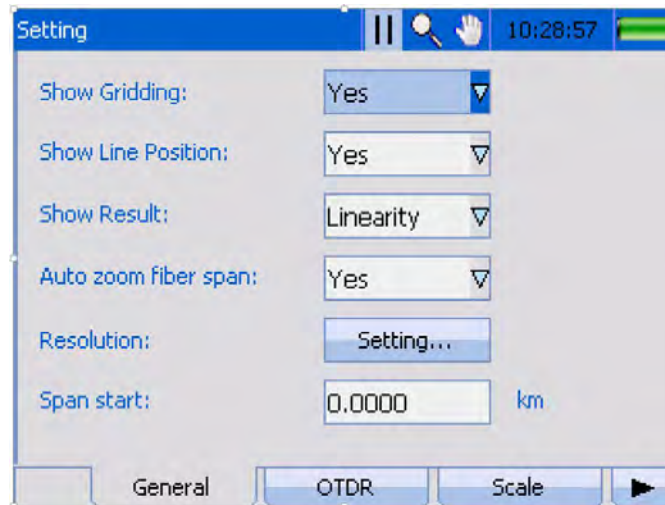 Setting 10:28:57
Show Gridding: Yes
Show Line Position: Yes
Show Result: Linearity
Auto zoom fiber span: Yes
Resolution: Setting...
Span start: 0.0000 km
General OTDR Scale